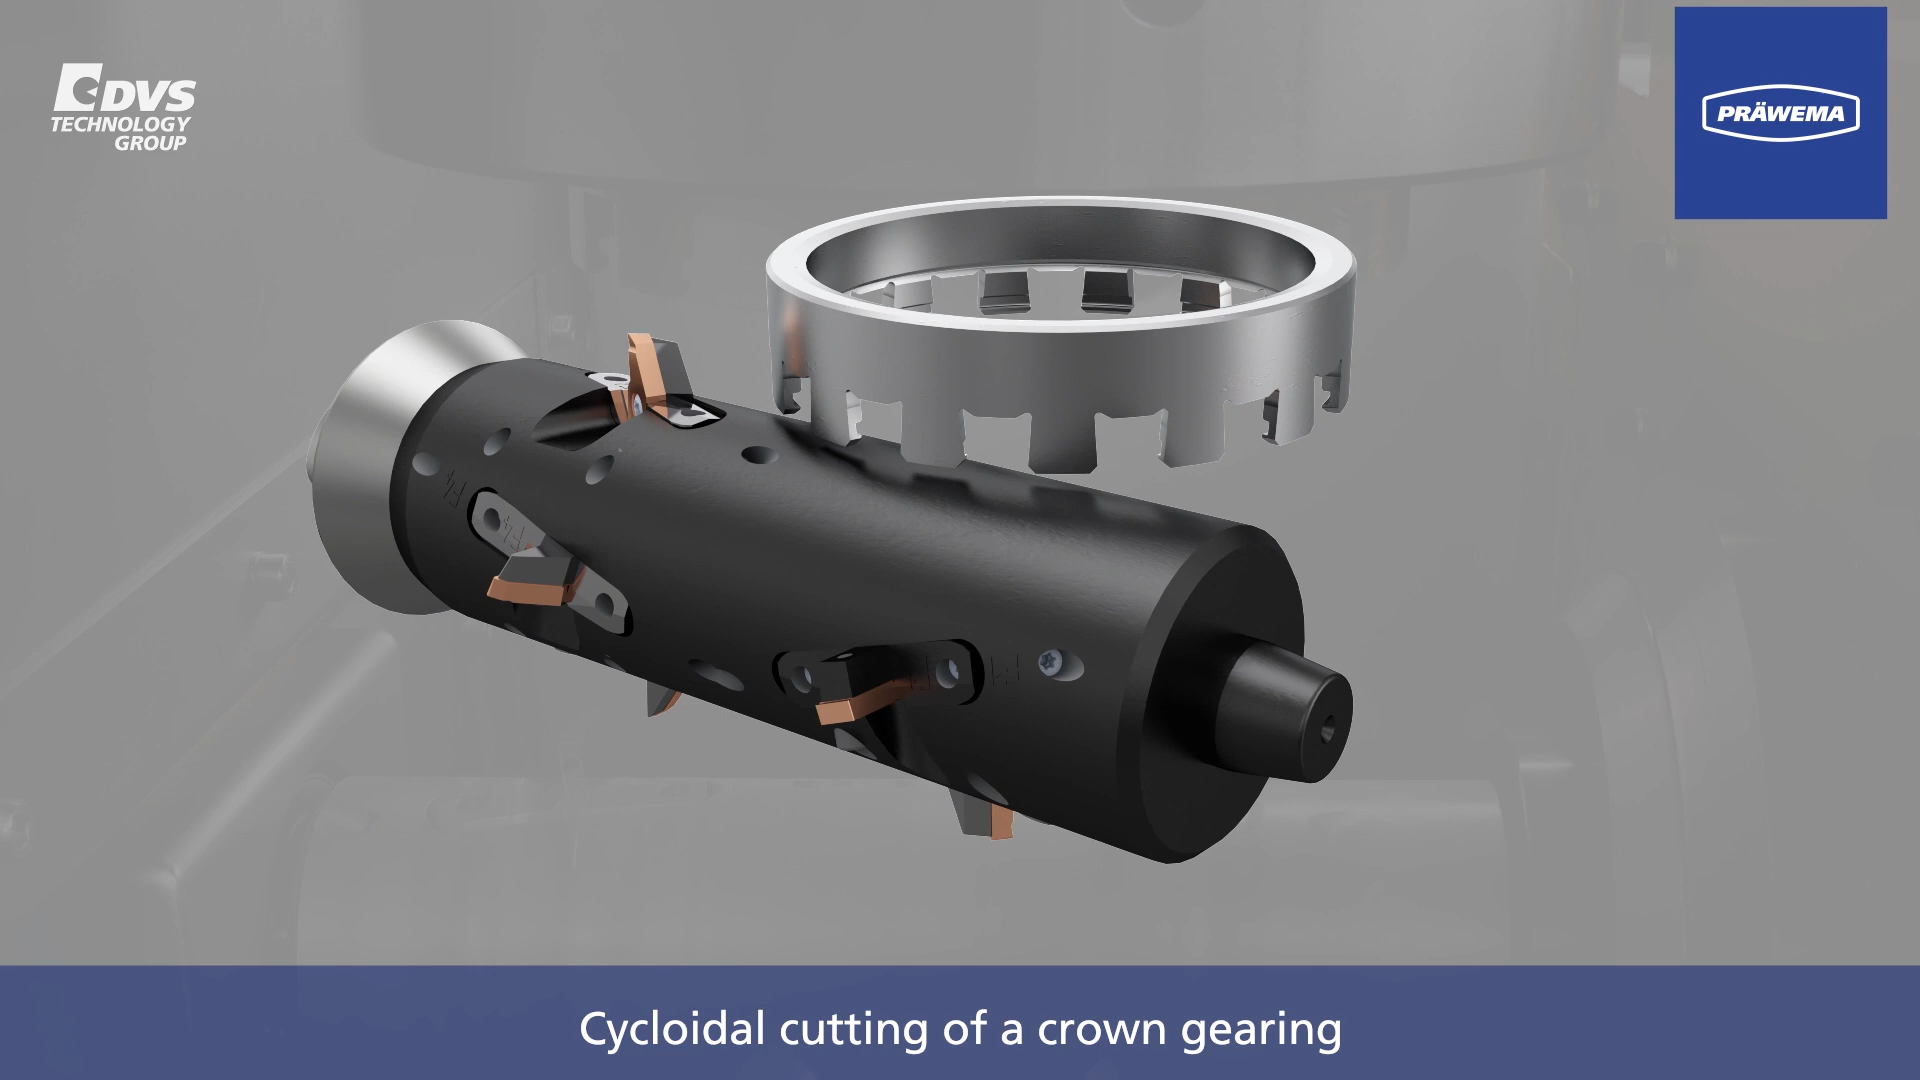 DVS
TECHNOLOGY
GROUP
PRÄWEMA
Cycloidal cutting of a crown gearing